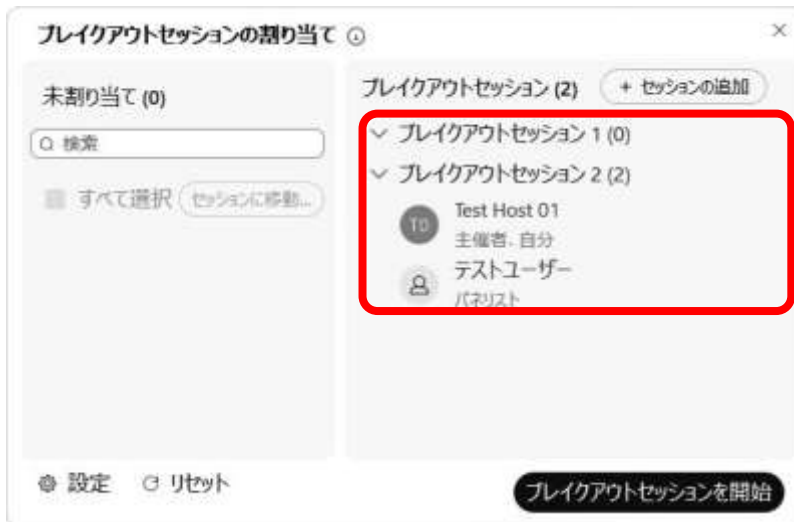 ブレイクアウトセッションの割り当て
未割り当て (0)
検索
すべて選択 セッションに移動...
ブレイクアウトセッション (2) + セッションの追加
ブレイクアウトセッション 1 (0)
ブレイクアウトセッション 2 (2)
Test Host 01
主催者、自分
テストユーザー
パネリスト
設定 リセット
ブレイクアウトセッションを開始